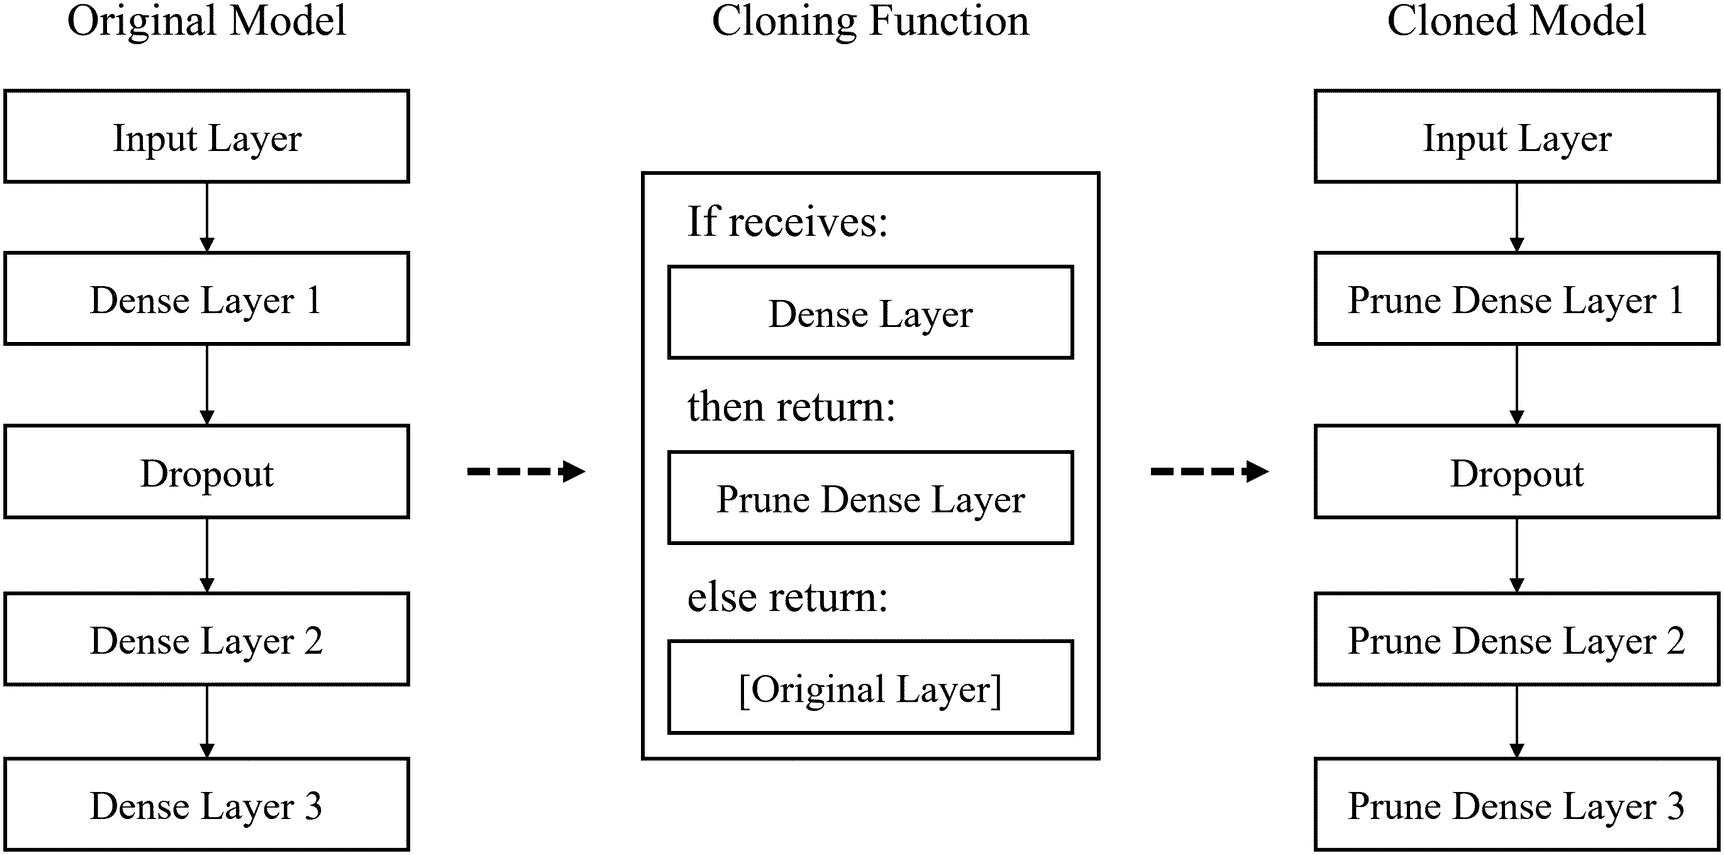 Original Model
Input Layer
Dense Layer 1
Dropout
Dense Layer 2
Dense Layer 3
Cloning Function
If receives:
Dense Layer
then return:
Prune Dense Layer
else return:
[Original Layer]
Cloned Model
Input Layer
Prune Dense Layer 1
Dropout
Prune Dense Layer 2
Prune Dense Layer 3